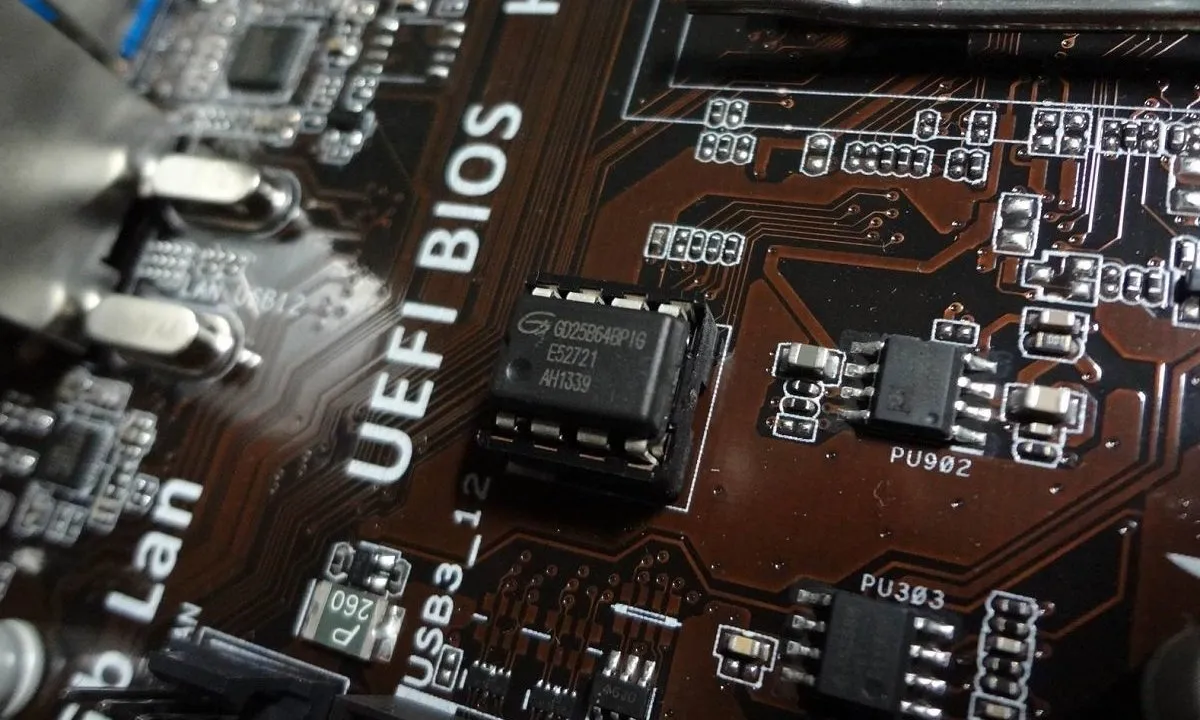 UEFI BIOS
LAN_USB12
GD25B64BPIG
E52721
AH1339
PU902
USB3_12
PU303
260
Lan